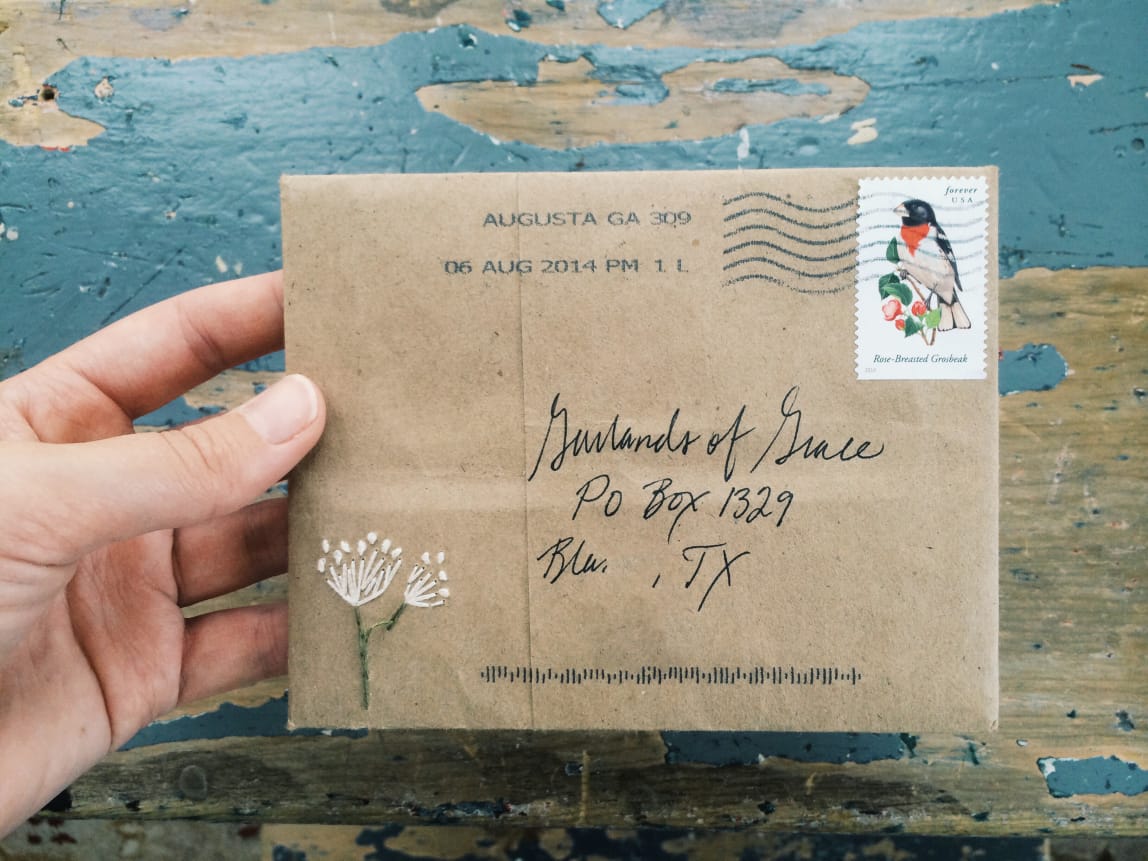 AUGUSTA GA 309
06 AUG 2014 PM 1 L
forever
USA
Rose-Breasted Grosbeak
Garlands of Grace
PO Box 1329
, TX